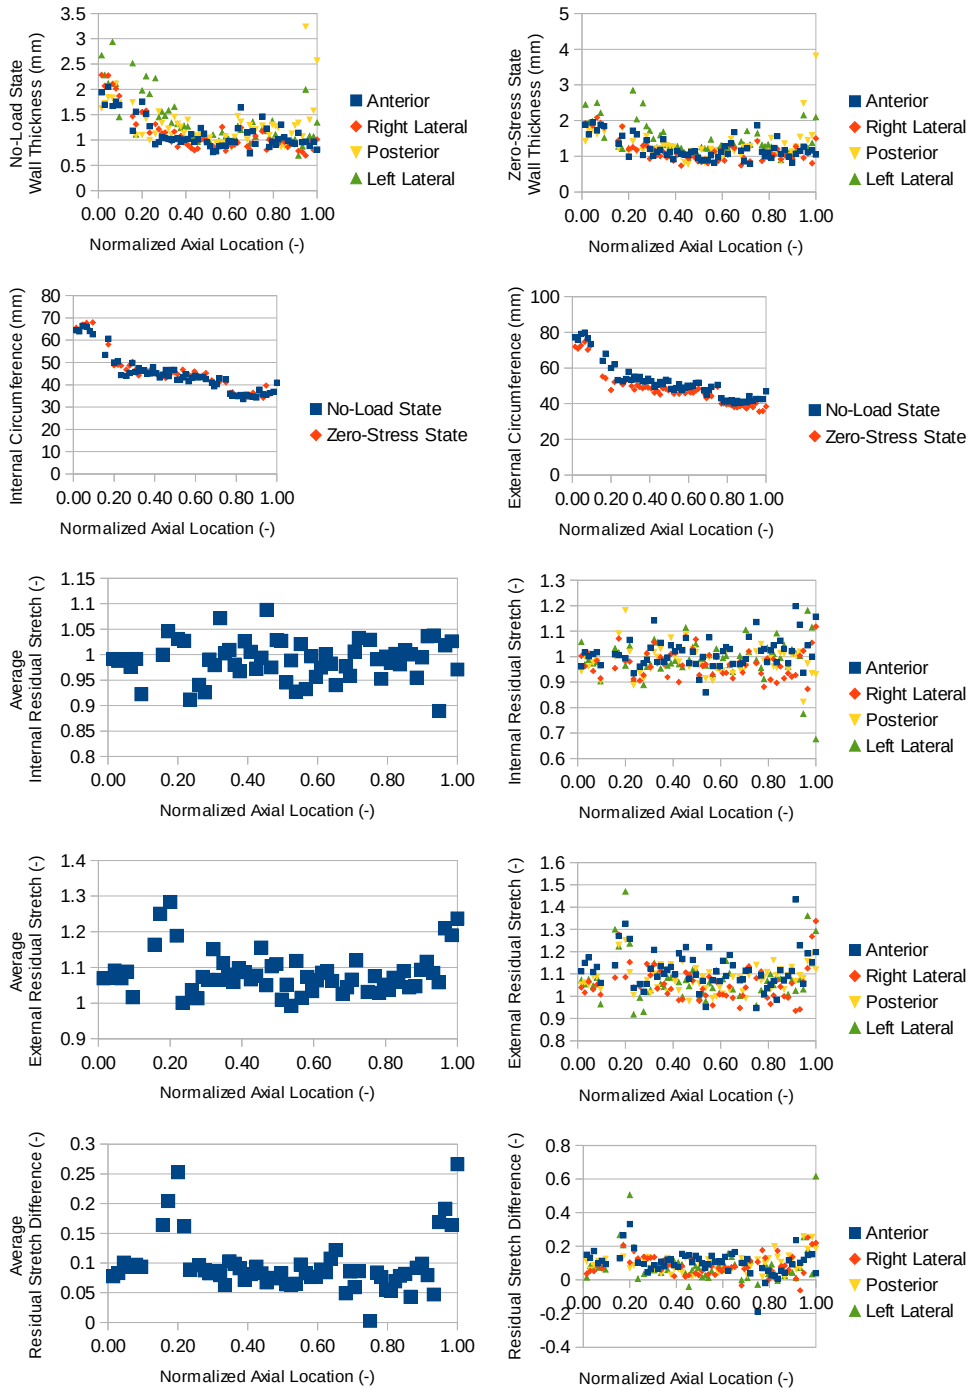 No-Load State
Wall Thickness (mm)
3.5
3
2.5
2
1.5
1
0.5
0
0.00 0.20 0.40 0.60 0.80 1.00
Normalized Axial Location (-)
Anterior
Right Lateral
Posterior
Left Lateral
Zero-Stress State
Wall Thickness (mm)
5
4
3
2
1
0
0.00 0.20 0.40 0.60 0.80 1.00
Normalized Axial Location (-)
Anterior
Right Lateral
Posterior
Left Lateral
Internal Circumference (mm)
80
70
60
50
40
30
20
10
0
0.00 0.20 0.40 0.60 0.80 1.00
Normalized Axial Location (-)
No-Load State
Zero-Stress State
External Circumference (mm)
100
80
60
40
20
0
0.00 0.20 0.40 0.60 0.80 1.00
Normalized Axial Location (-)
No-Load State
Zero-Stress State
Average
Internal Residual Stretch (-)
1.15
1.1
1.05
1
0.95
0.9
0.85
0.8
0.00 0.20 0.40 0.60 0.80 1.00
Normalized Axial Location (-)
Internal Residual Stretch (-)
1.3
1.2
1.1
1
0.9
0.8
0.7
0.6
0.00 0.20 0.40 0.60 0.80 1.00
Normalized Axial Location (-)
Anterior
Right Lateral
Posterior
Left Lateral
Average
External Residual Stretch (-)
1.4
1.3
1.2
1.1
1
0.9
0.00 0.20 0.40 0.60 0.80 1.00
Normalized Axial Location (-)
External Residual Stretch (-)
1.6
1.5
1.4
1.3
1.2
1.1
1
0.9
0.8
0.00 0.20 0.40 0.60 0.80 1.00
Normalized Axial Location (-)
Anterior
Right Lateral
Posterior
Left Lateral
Average
Residual Stretch Difference (-)
0.3
0.25
0.2
0.15
0.1
0.05
0
0.00 0.20 0.40 0.60 0.80 1.00
Normalized Axial Location (-)
Residual Stretch Difference (-)
0.8
0.6
0.4
0.2
0
-0.2
-0.4
0.00 0.20 0.40 0.60 0.80 1.00
Normalized Axial Location (-)
Anterior
Right Lateral
Posterior
Left Lateral